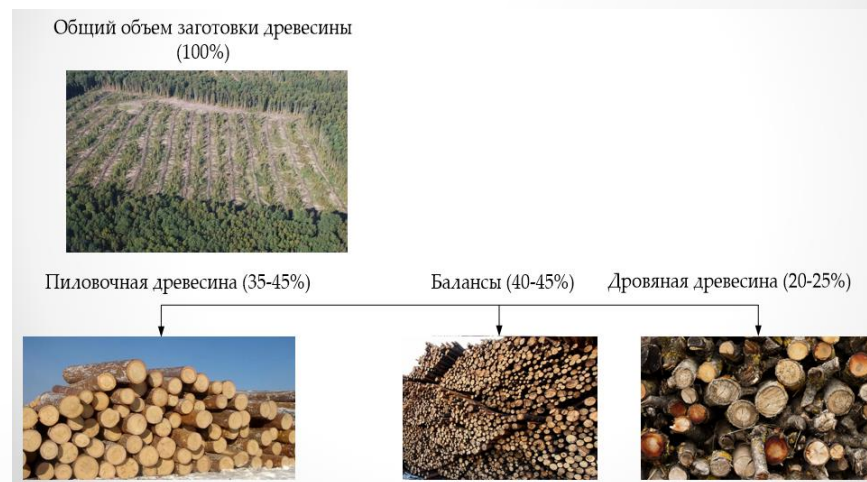 Общий объем заготовки древесины
(100%)
Пиловочная древесина (35-45%)
Балансы (40-45%)
Дровяная древесина (20-25%)